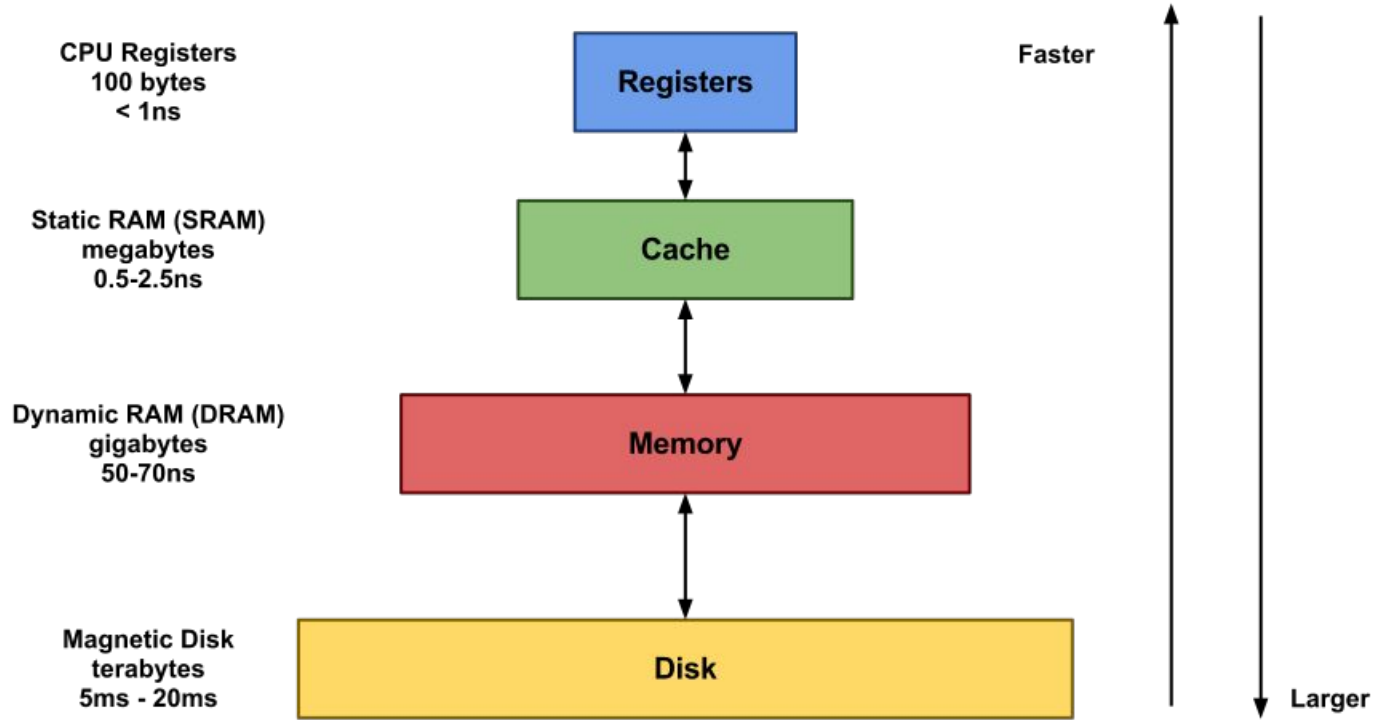 CPU Registers
100 bytes
< 1ns
Registers
Faster
Static RAM (SRAM)
megabytes
0.5-2.5ns
Cache
Dynamic RAM (DRAM)
gigabytes
50-70ns
Memory
Magnetic Disk
terabytes
5ms - 20ms
Disk
Larger